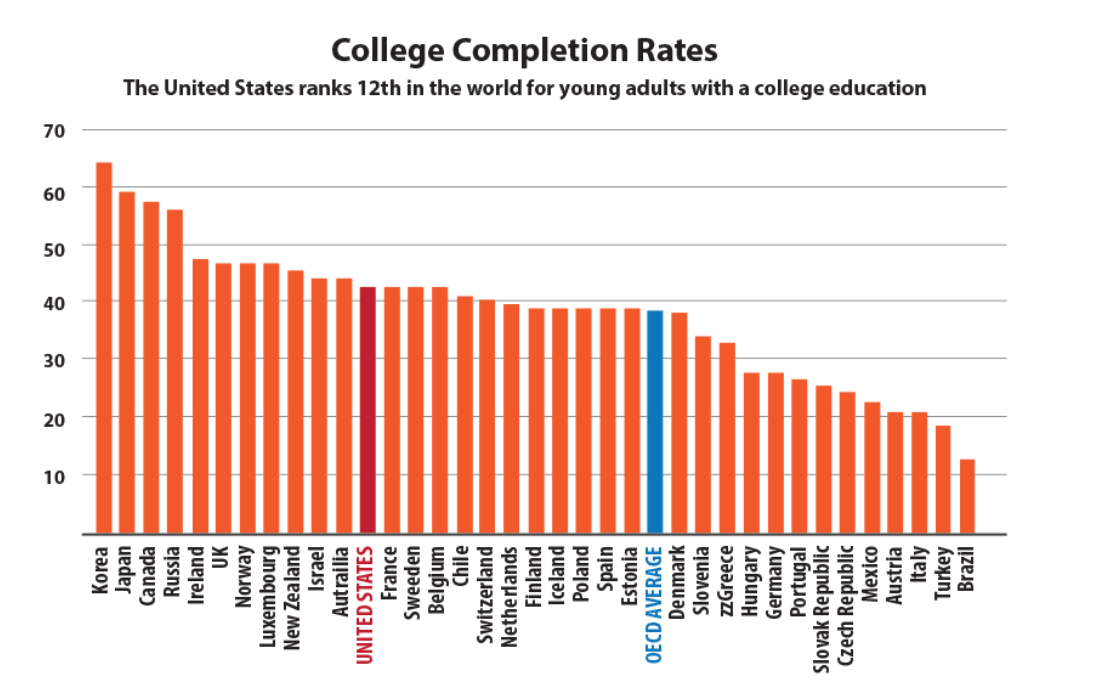 College Completion Rates
The United States ranks 12th in the world for young adults with a college education
70
60
50
40
30
20
10
Korea
Japan
Canada
Russia
Ireland
UK
Norway
Luxembourg
New Zealand
Israel
Autralia
UNITED STATES
France
Sweeden
Belgium
Chile
Switzerland
Netherlands
Finland
Iceland
Poland
Spain
Estonia
OECD AVERAGE
Denmark
Slovenia
zzGreece
Hungary
Germany
Portugal
Slovak Republic
Czech Republic
Mexico
Austria
Italy
Turkey
Brazil